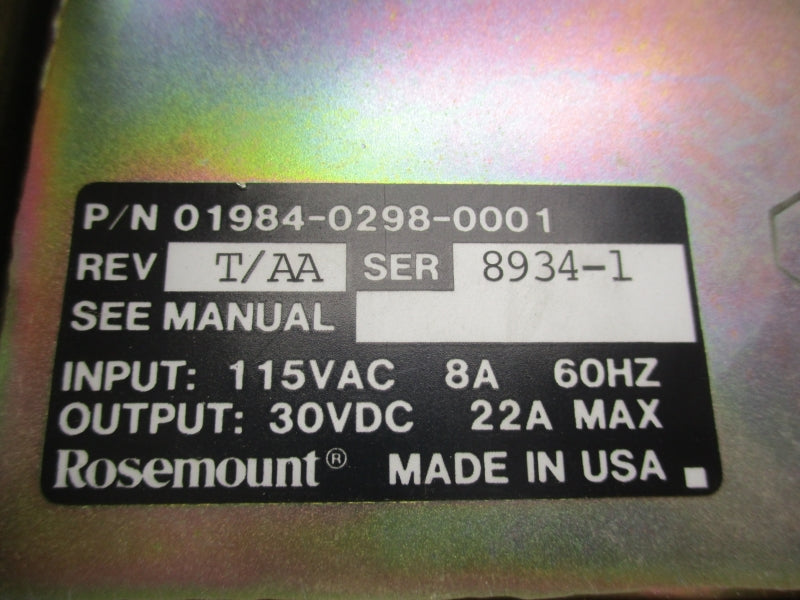 P/N 01984-0298-0001
REV T/AA SER 8934-1
SEE MANUAL
INPUT: 115VAC 8A 60HZ
OUTPUT: 30VDC 22A MAX
Rosemount® MADE IN USA